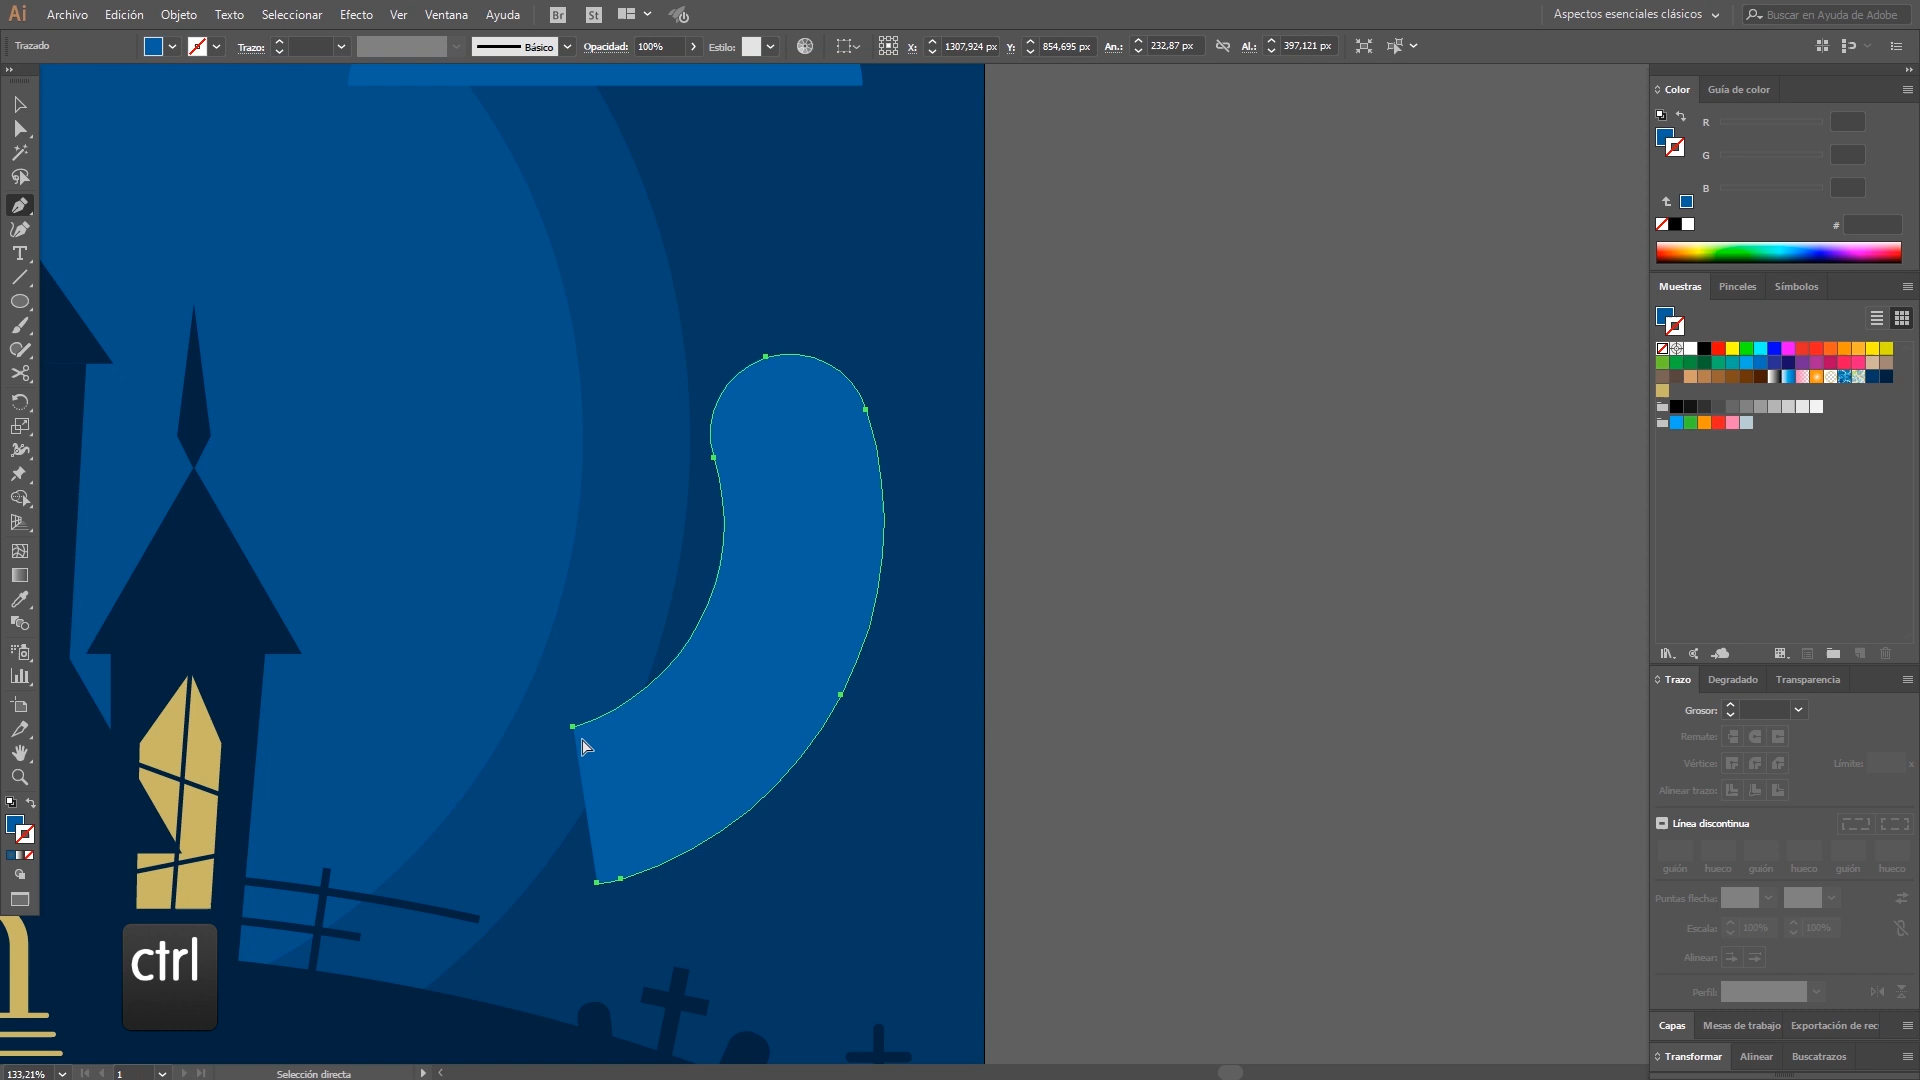 Ai Archivo Edición Objeto Texto Seleccionar Efecto Ver Ventana Ayuda Br St Aspectos esenciales clásicos Buscar en Ayuda de Adobe
Trazado Trazo: Básico Opacidad: 100% Estilo: X: 1307,924 px Y: 854,695 px An.: 232,87 px Al.: 397,121 px
Color Guía de color
R
G
B
#
Muestras Pinceles Símbolos
Trazo Degradado Transparencia
Grosor:
Remate:
Vértice: Límite: x
Alinear trazo:
Línea discontinua
guión hueco guión hueco guión hueco
Puntas flecha:
Escala: 100% 100%
Alinear:
Perfil:
Capas Mesas de trabajo Exportación de rec
Transformar Alinear Buscatrazos
ctrl
133,21% 1 Selección directa